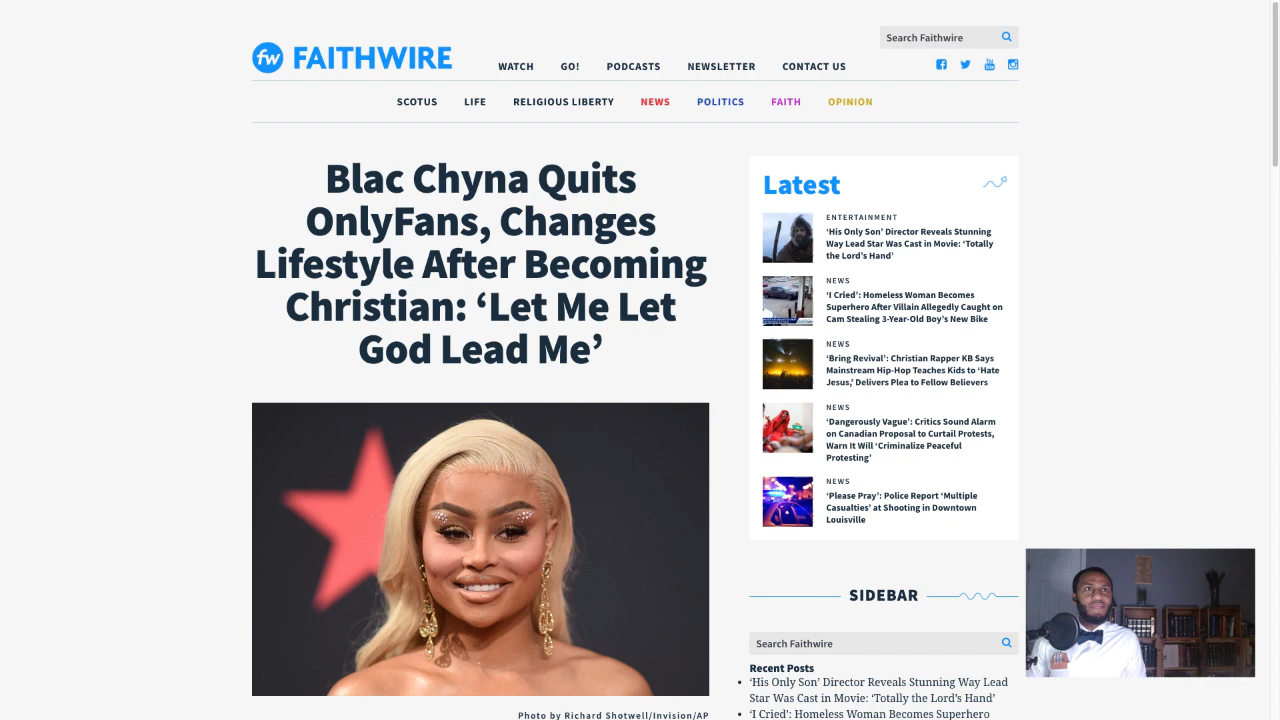 Search Faithwire
fw FAITHWIRE
WATCH GO! PODCASTS NEWSLETTER CONTACT US
SCOTUS LIFE RELIGIOUS LIBERTY NEWS POLITICS FAITH OPINION
Blac Chyna Quits
OnlyFans, Changes
Lifestyle After Becoming
Christian: ‘Let Me Let
God Lead Me’
Photo by Richard Shotwell/Invision/AP
Latest
ENTERTAINMENT
‘His Only Son’ Director Reveals Stunning
Way Lead Star Was Cast in Movie: ‘Totally
the Lord’s Hand’
NEWS
‘I Cried’: Homeless Woman Becomes
Superhero After Villain Allegedly Caught on
Cam Stealing 3-Year-Old Boy’s New Bike
NEWS
‘Bring Revival’: Christian Rapper KB Says
Mainstream Hip-Hop Teaches Kids to ‘Hate
Jesus,’ Delivers Plea to Fellow Believers
NEWS
‘Dangerously Vague’: Critics Sound Alarm
on Canadian Proposal to Curtail Protests,
Warn It Will ‘Criminalize Peaceful
Protesting’
NEWS
‘Please Pray’: Police Report ‘Multiple
Casualties’ at Shooting in Downtown
Louisville
SIDEBAR
Search Faithwire
Recent Posts
• ‘His Only Son’ Director Reveals Stunning Way Lead
Star Was Cast in Movie: ‘Totally the Lord’s Hand’
• ‘I Cried’: Homeless Woman Becomes Superhero